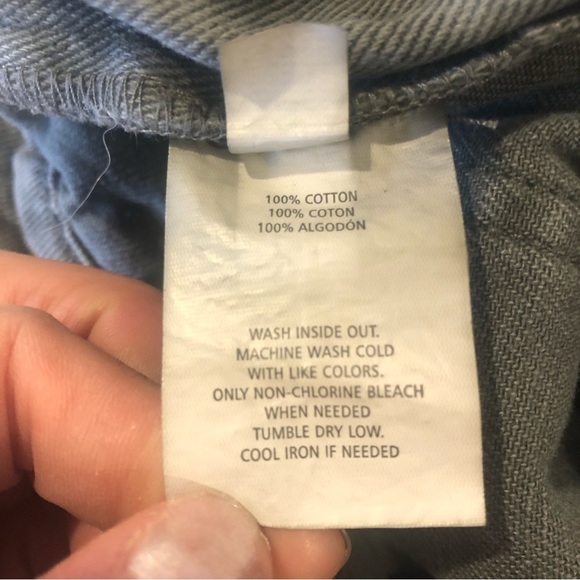 100% COTTON
100% COTON
100% ALGODÓN
WASH INSIDE OUT.
MACHINE WASH COLD
WITH LIKE COLORS.
ONLY NON-CHLORINE BLEACH
WHEN NEEDED
TUMBLE DRY LOW.
COOL IRON IF NEEDED